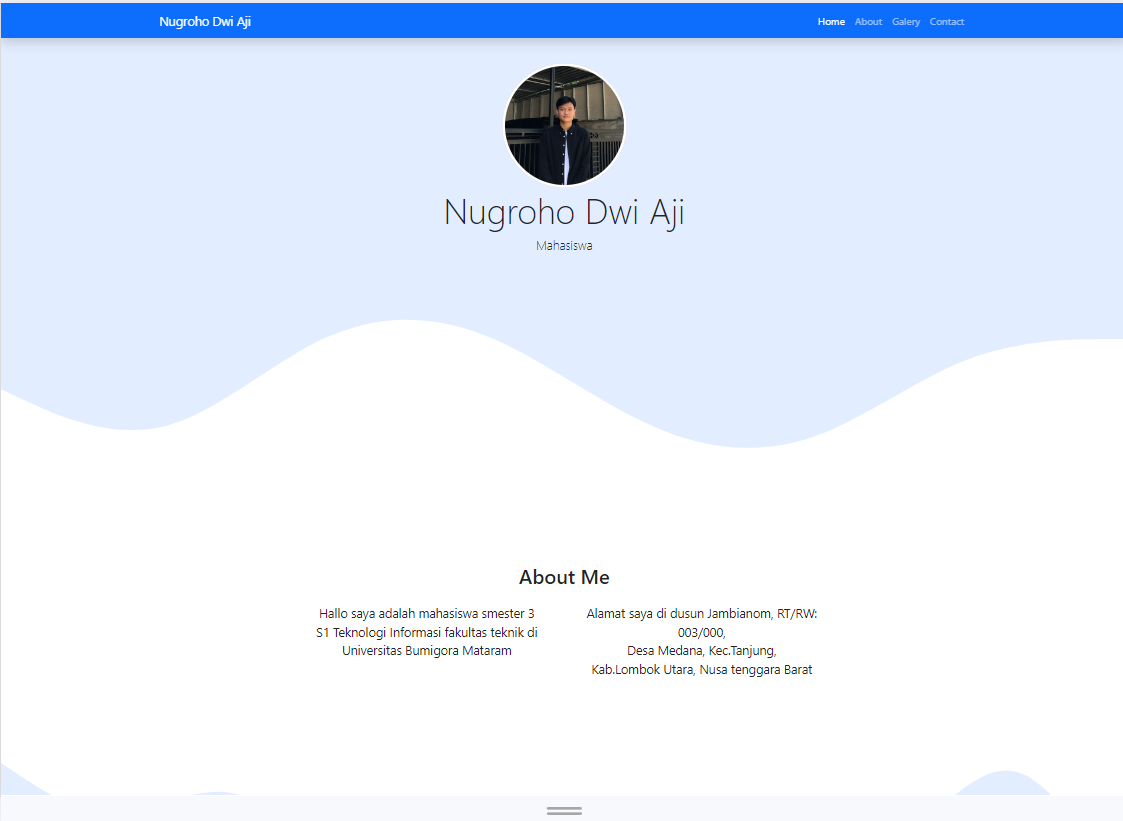 Nugroho Dwi Aji
Home About Galery Contact
Nugroho Dwi Aji
Mahasiswa
About Me
Hallo saya adalah mahasiswa smester 3
S1 Teknologi Informasi fakultas teknik di
Universitas Bumigora Mataram
Alamat saya di dusun Jambianom, RT/RW:
003/000,
Desa Medana, Kec.Tanjung,
Kab.Lombok Utara, Nusa tenggara Barat